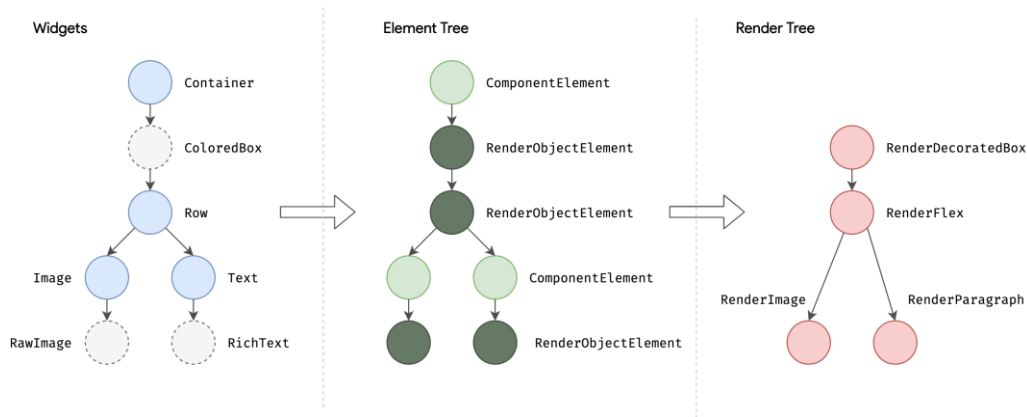 Widgets
Element Tree
Render Tree
Container
ComponentElement
ColoredBox
RenderObjectElement
RenderDecoratedBox
Row
RenderObjectElement
RenderFlex
Image
Text
ComponentElement
RenderImage
RenderParagraph
RawImage
RichText
RenderObjectElement